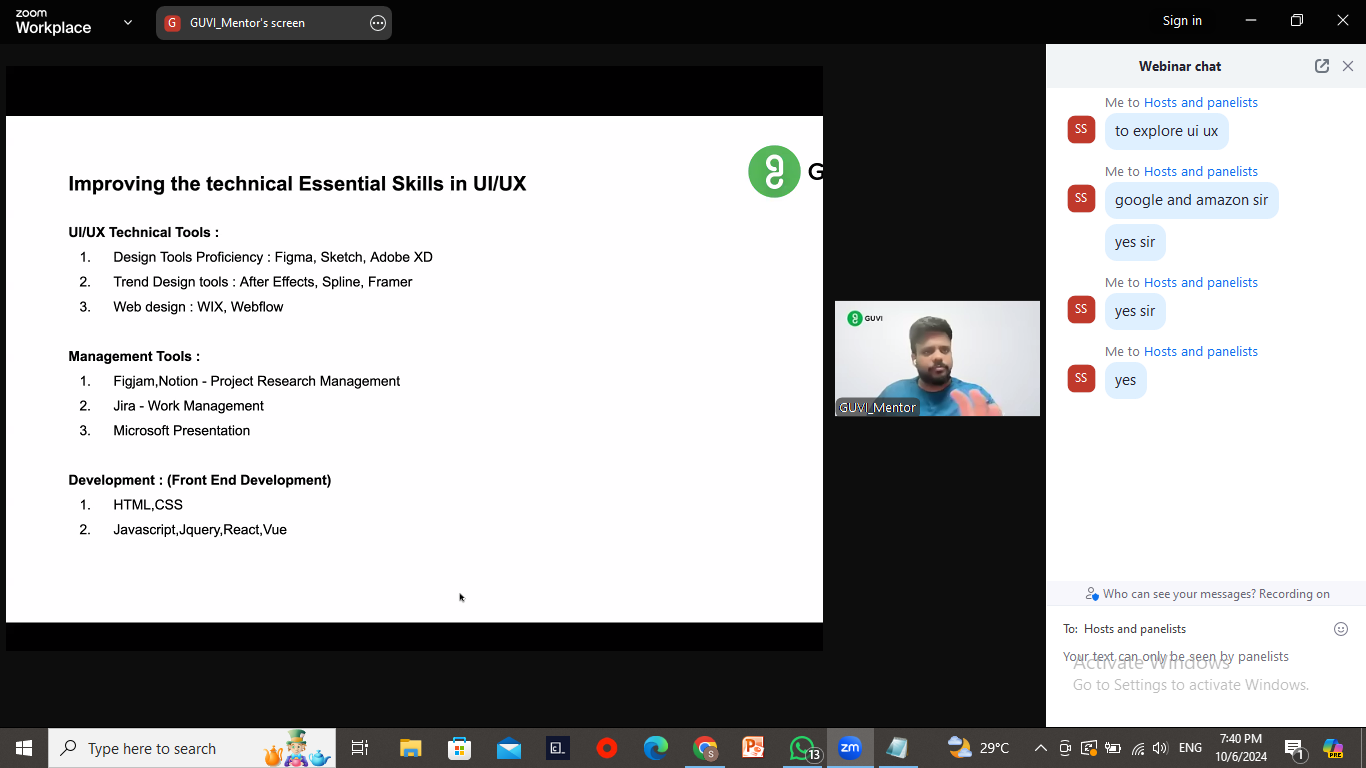 zoom
Workplace
G GUVI_Mentor's screen
Sign in
Improving the technical Essential Skills in UI/UX
G
UI/UX Technical Tools :
1. Design Tools Proficiency : Figma, Sketch, Adobe XD
2. Trend Design tools : After Effects, Spline, Framer
3. Web design : WIX, Webflow
Management Tools :
1. Figjam,Notion - Project Research Management
2. Jira - Work Management
3. Microsoft Presentation
Development : (Front End Development)
1. HTML,CSS
2. Javascript,Jquery,React,Vue
GUVI
GUVI_Mentor
Webinar chat
Me to Hosts and panelists
SS to explore ui ux
Me to Hosts and panelists
SS google and amazon sir
yes sir
Me to Hosts and panelists
SS yes sir
Me to Hosts and panelists
SS yes
Who can see your messages? Recording on
To: Hosts and panelists
Your text can only be seen by panelists
Activate Windows
Go to Settings to activate Windows.
Type here to search
S
P
13
zm
29°C
ENG
7:40 PM
10/6/2024
1
PRE